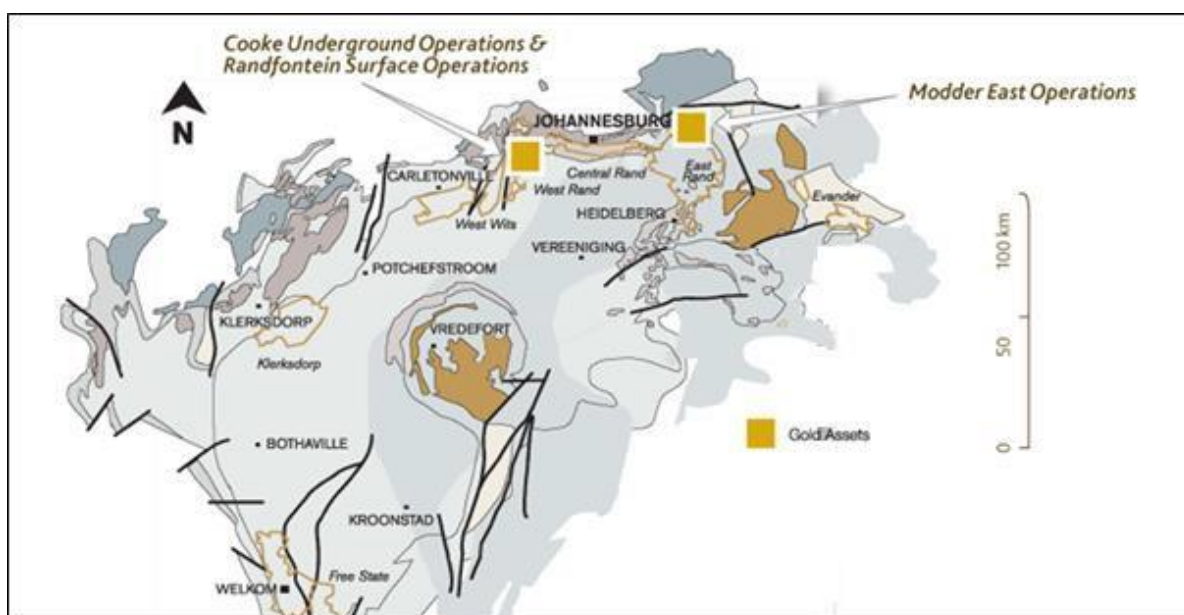 Cooke Underground Operations &
Randfontein Surface Operations
Modder East Operations
N
JOHANNESBURG
CARLETONVILLE
Central Rand
East
Rand
West Rand
Evander
West Wits
HEIDELBERG
VEREENIGING
POTCHEFSTROOM
KLERKSDORP
VREDEFORT
Klerksdorp
BOTHAVILLE
Gold Assets
KROONSTAD
Free State
WELKOM
100 km
50
0